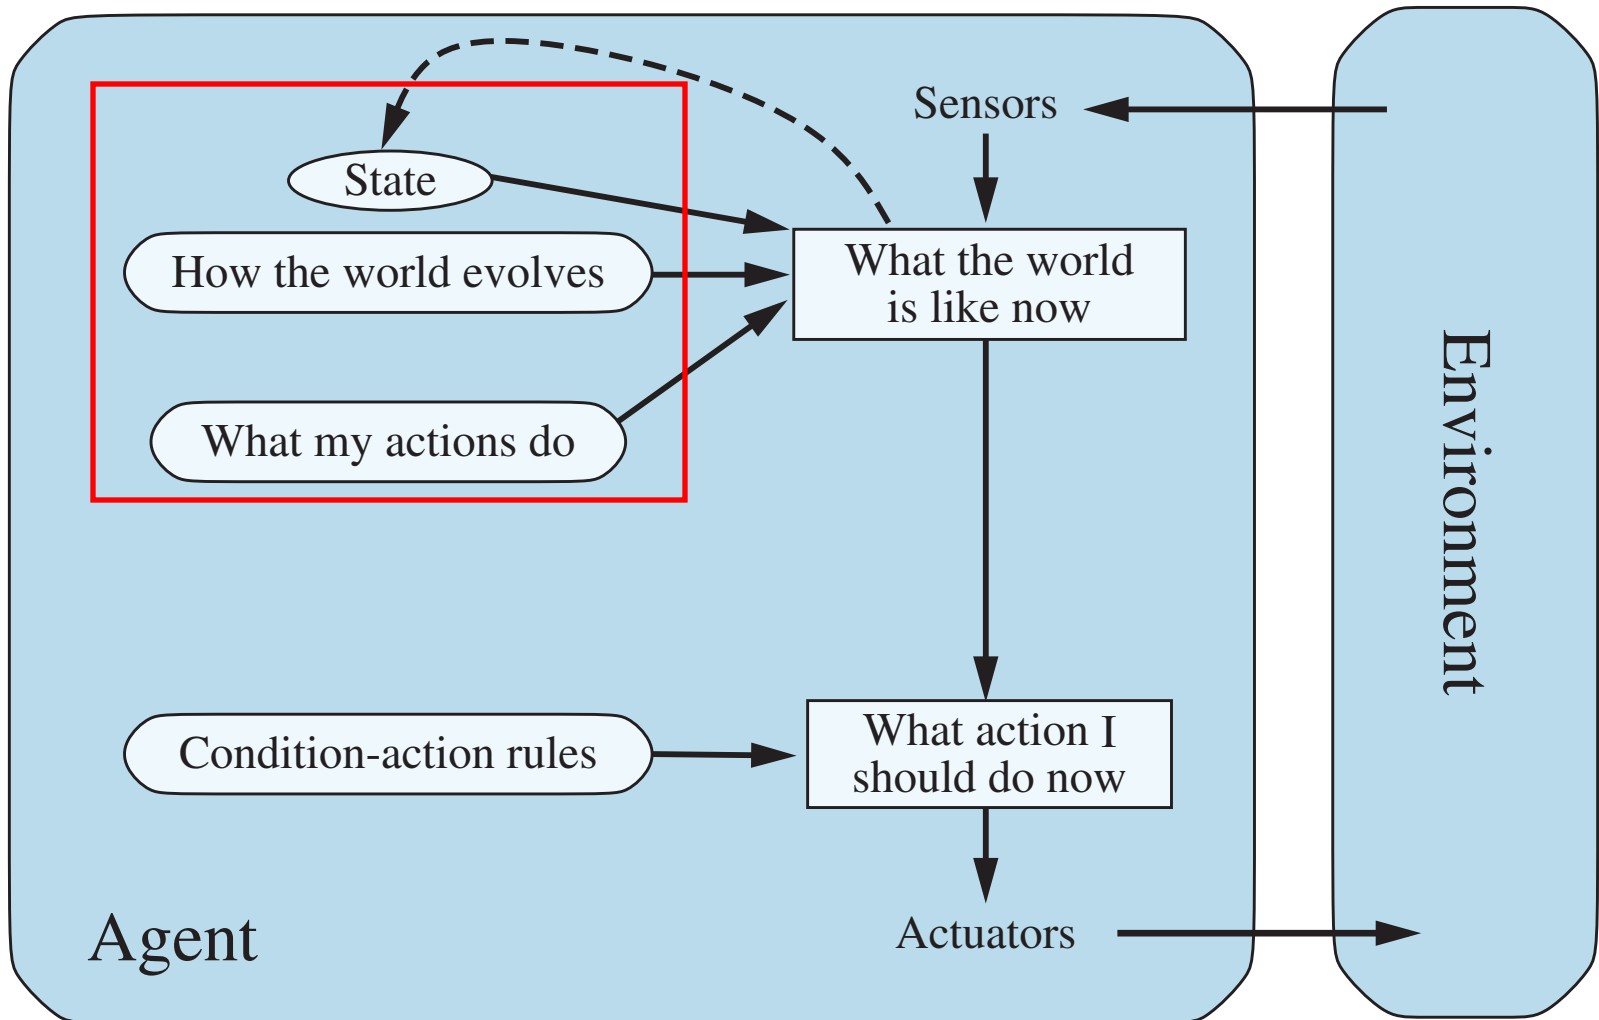 Sensors
State
What the world
is like now
How the world evolves
What my actions do
Environment
Condition-action rules
What action I
should do now
Agent
Actuators